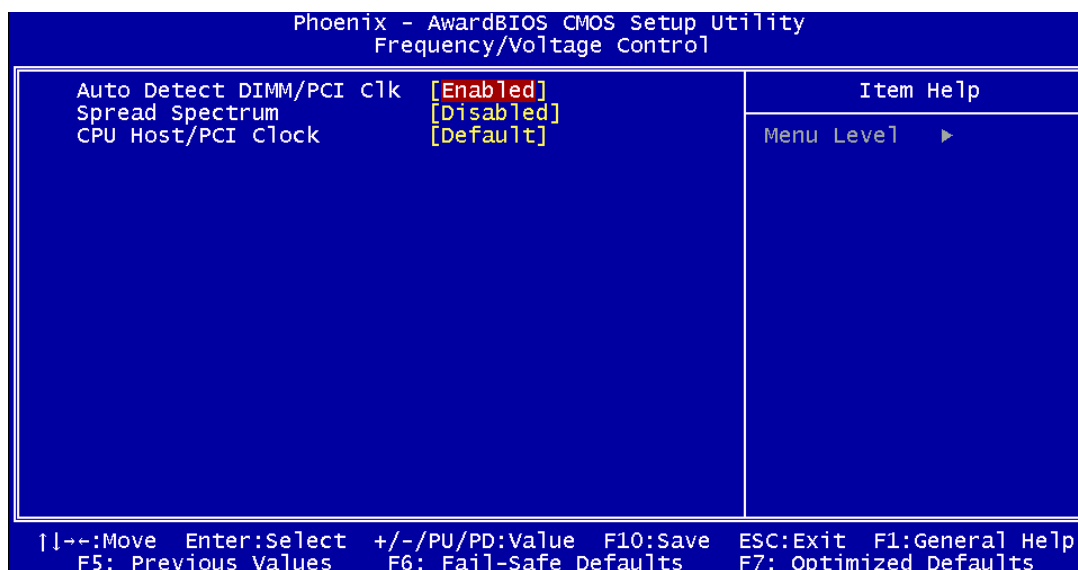 Phoenix - AwardBIOS CMOS Setup Utility
Frequency/Voltage Control
Auto Detect DIMM/PCI Clk [Enabled]
Spread Spectrum [Disabled]
CPU Host/PCI Clock [Default]
Item Help
Menu Level ▶
↑↓→←:Move Enter:Select +/-/PU/PD:Value F10:Save ESC:Exit F1:General Help
F5: Previous Values F6: Fail-Safe Defaults F7: Optimized Defaults